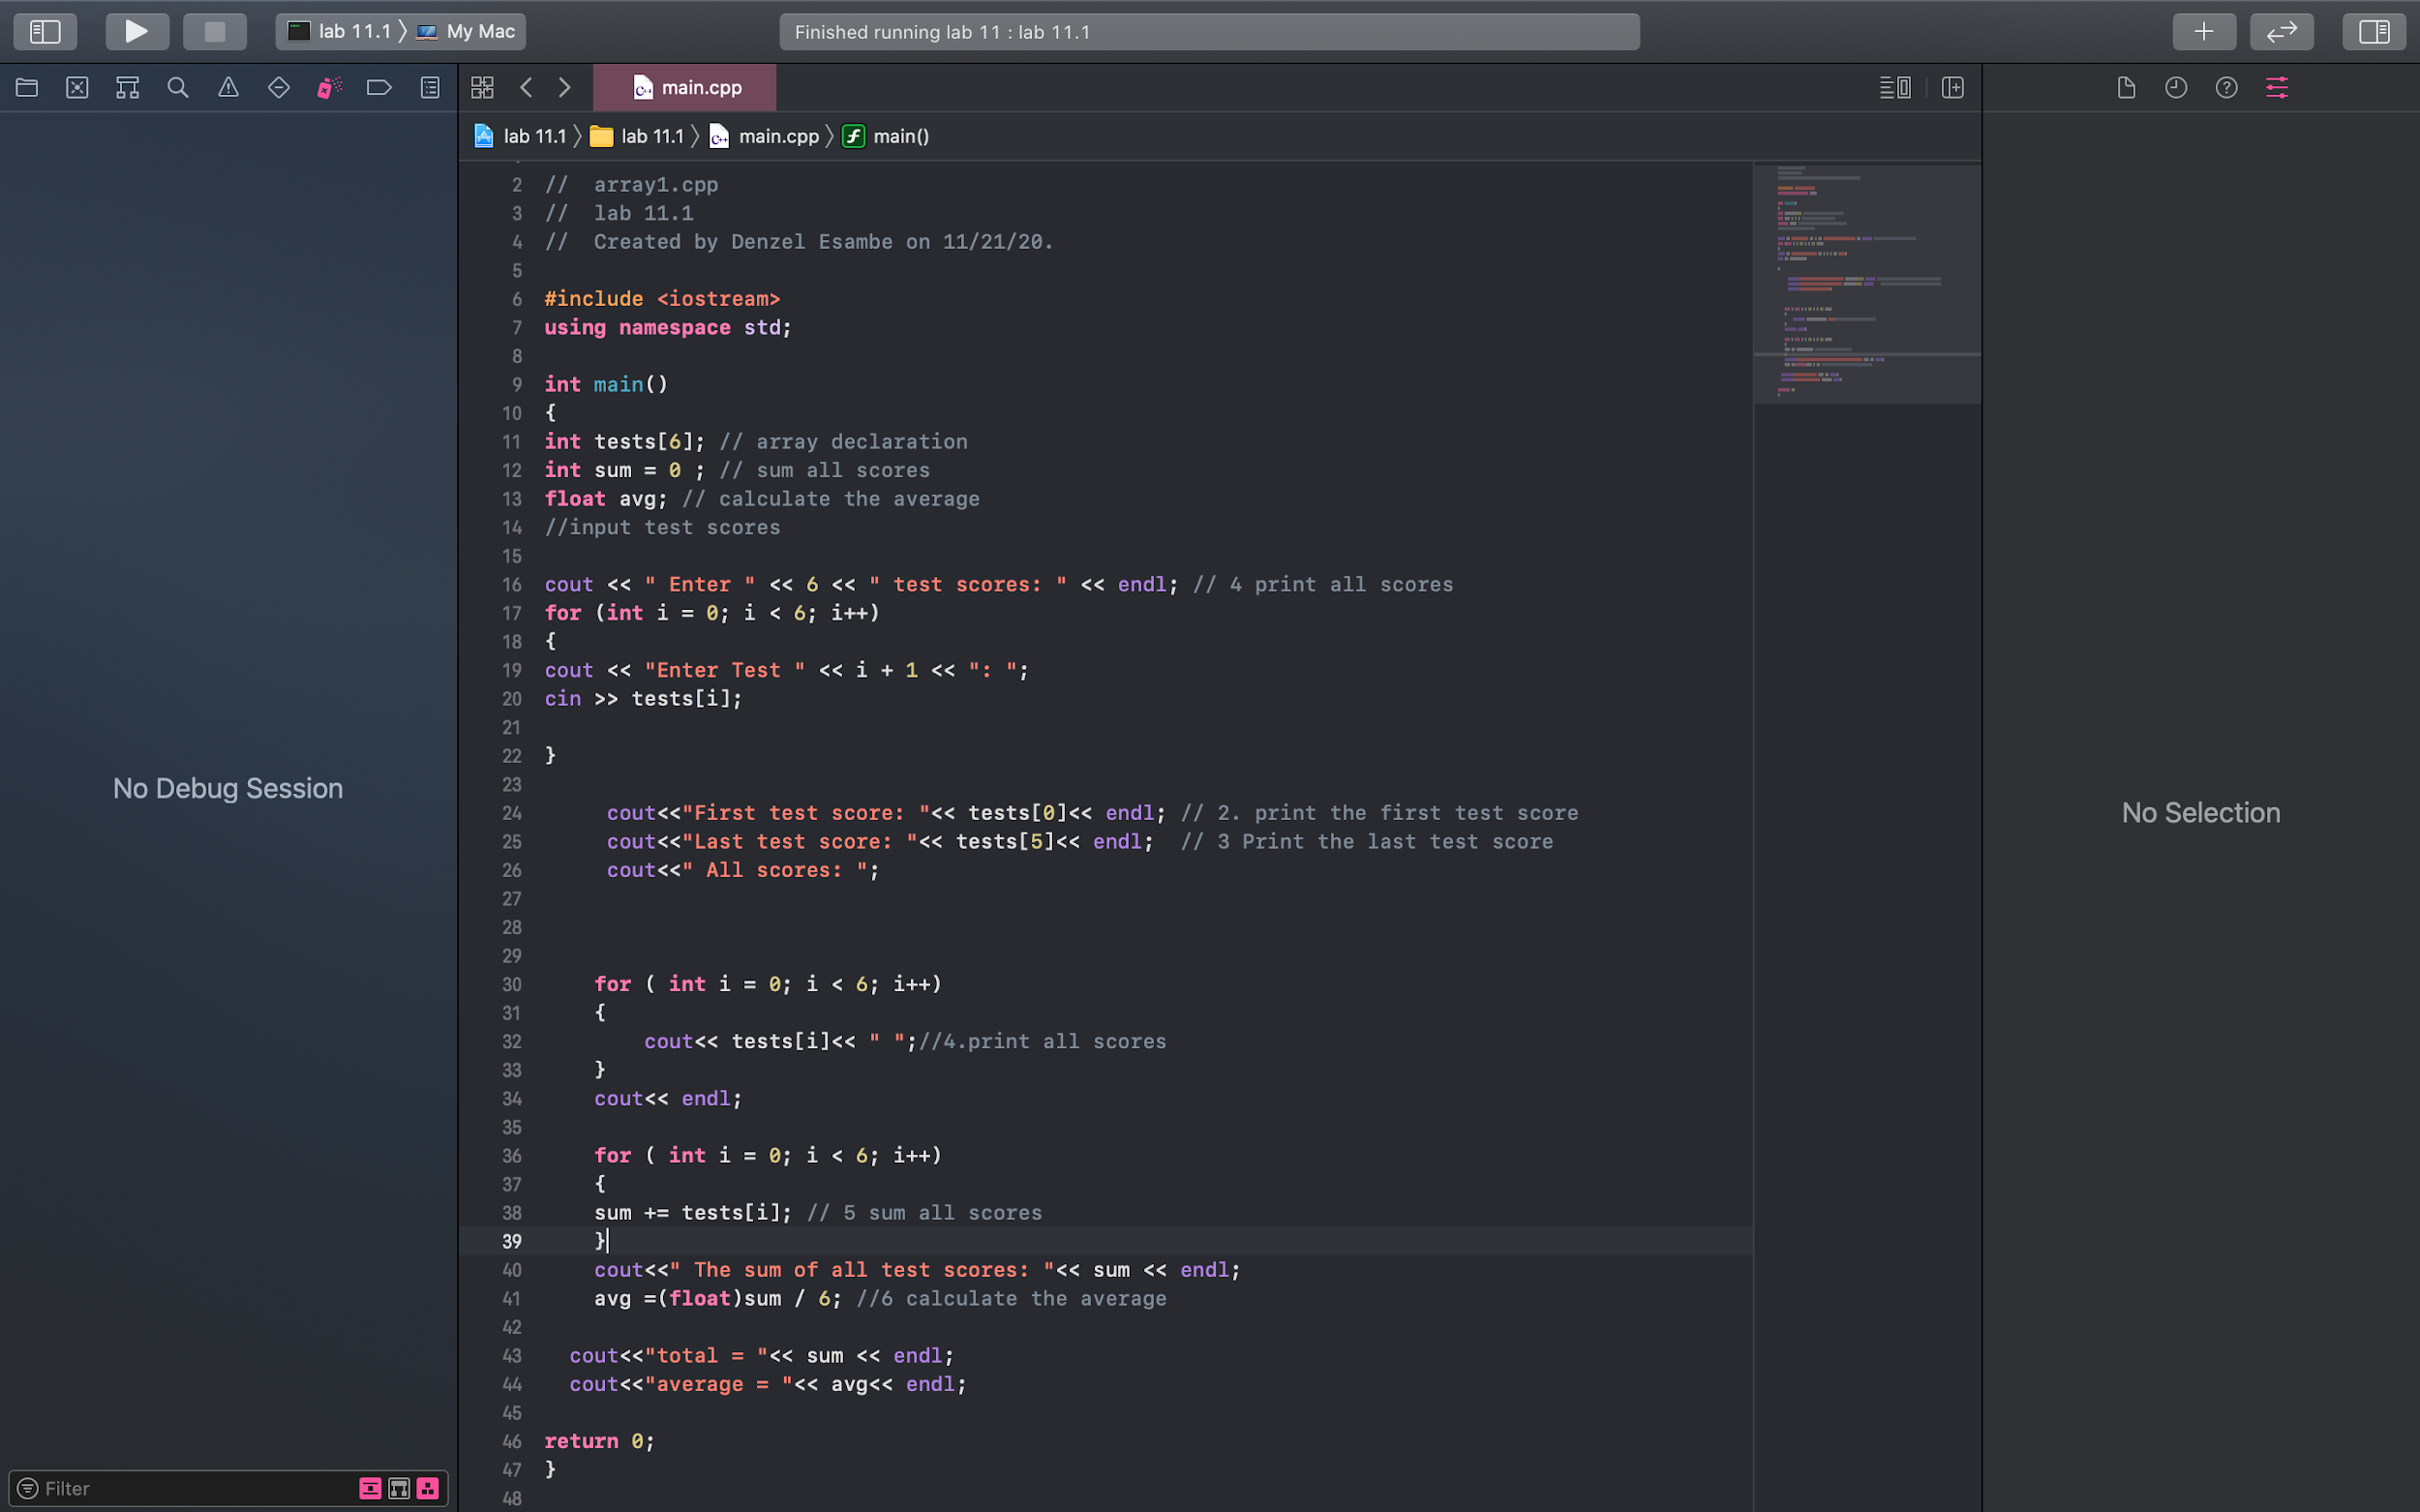 lab 11.1 〉 My Mac
Finished running lab 11 : lab 11.1
main.cpp
lab 11.1 〉 lab 11.1 〉 main.cpp 〉 main()
2 //  array1.cpp
3 //  lab 11.1
4 //  Created by Denzel Esambe on 11/21/20.
5
6 #include <iostream>
7 using namespace std;
8
9 int main()
10 {
11 int tests[6]; // array declaration
12 int sum = 0 ; // sum all scores
13 float avg; // calculate the average
14 //input test scores
15
16 cout << " Enter " << 6 << " test scores: " << endl; // 4 print all scores
17 for (int i = 0; i < 6; i++)
18 {
19 cout << "Enter Test " << i + 1 << ": ";
20 cin >> tests[i];
21
22 }
23
24      cout<<"First test score: "<< tests[0]<< endl; // 2. print the first test score
25      cout<<"Last test score: "<< tests[5]<< endl;  // 3 Print the last test score
26      cout<<" All scores: ";
27
28
29
30     for ( int i = 0; i < 6; i++)
31     {
32         cout<< tests[i]<< " ";//4.print all scores
33     }
34     cout<< endl;
35
36     for ( int i = 0; i < 6; i++)
37     {
38     sum += tests[i]; // 5 sum all scores
39     }
40     cout<<" The sum of all test scores: "<< sum << endl;
41     avg =(float)sum / 6; //6 calculate the average
42
43   cout<<"total = "<< sum << endl;
44   cout<<"average = "<< avg<< endl;
45
46 return 0;
47 }
48
No Debug Session
No Selection
Filter